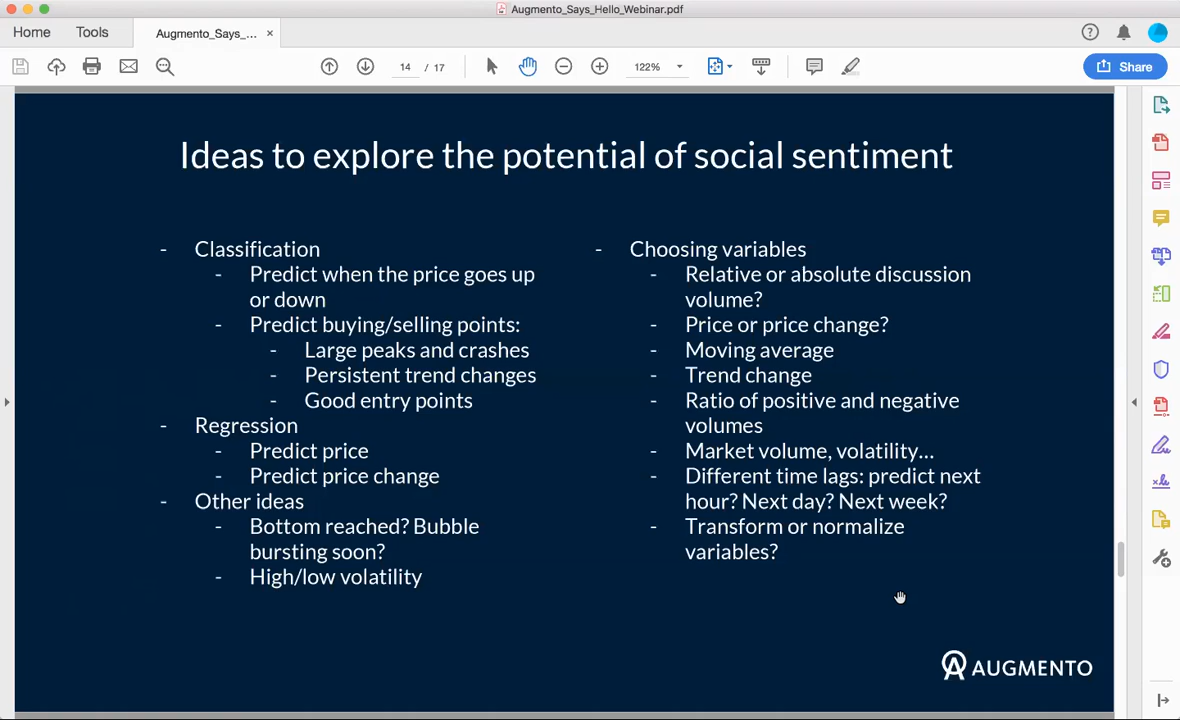 Augmento_Says_Hello_Webinar.pdf
Home
Tools
Augmento_Says_... ×
14 / 17
122%
Share
Ideas to explore the potential of social sentiment
- Classification
- Predict when the price goes up
or down
- Predict buying/selling points:
- Large peaks and crashes
- Persistent trend changes
- Good entry points
- Regression
- Predict price
- Predict price change
- Other ideas
- Bottom reached? Bubble
bursting soon?
- High/low volatility
- Choosing variables
- Relative or absolute discussion
volume?
- Price or price change?
- Moving average
- Trend change
- Ratio of positive and negative
volumes
- Market volume, volatility...
- Different time lags: predict next
hour? Next day? Next week?
- Transform or normalize
variables?
AUGMENTO